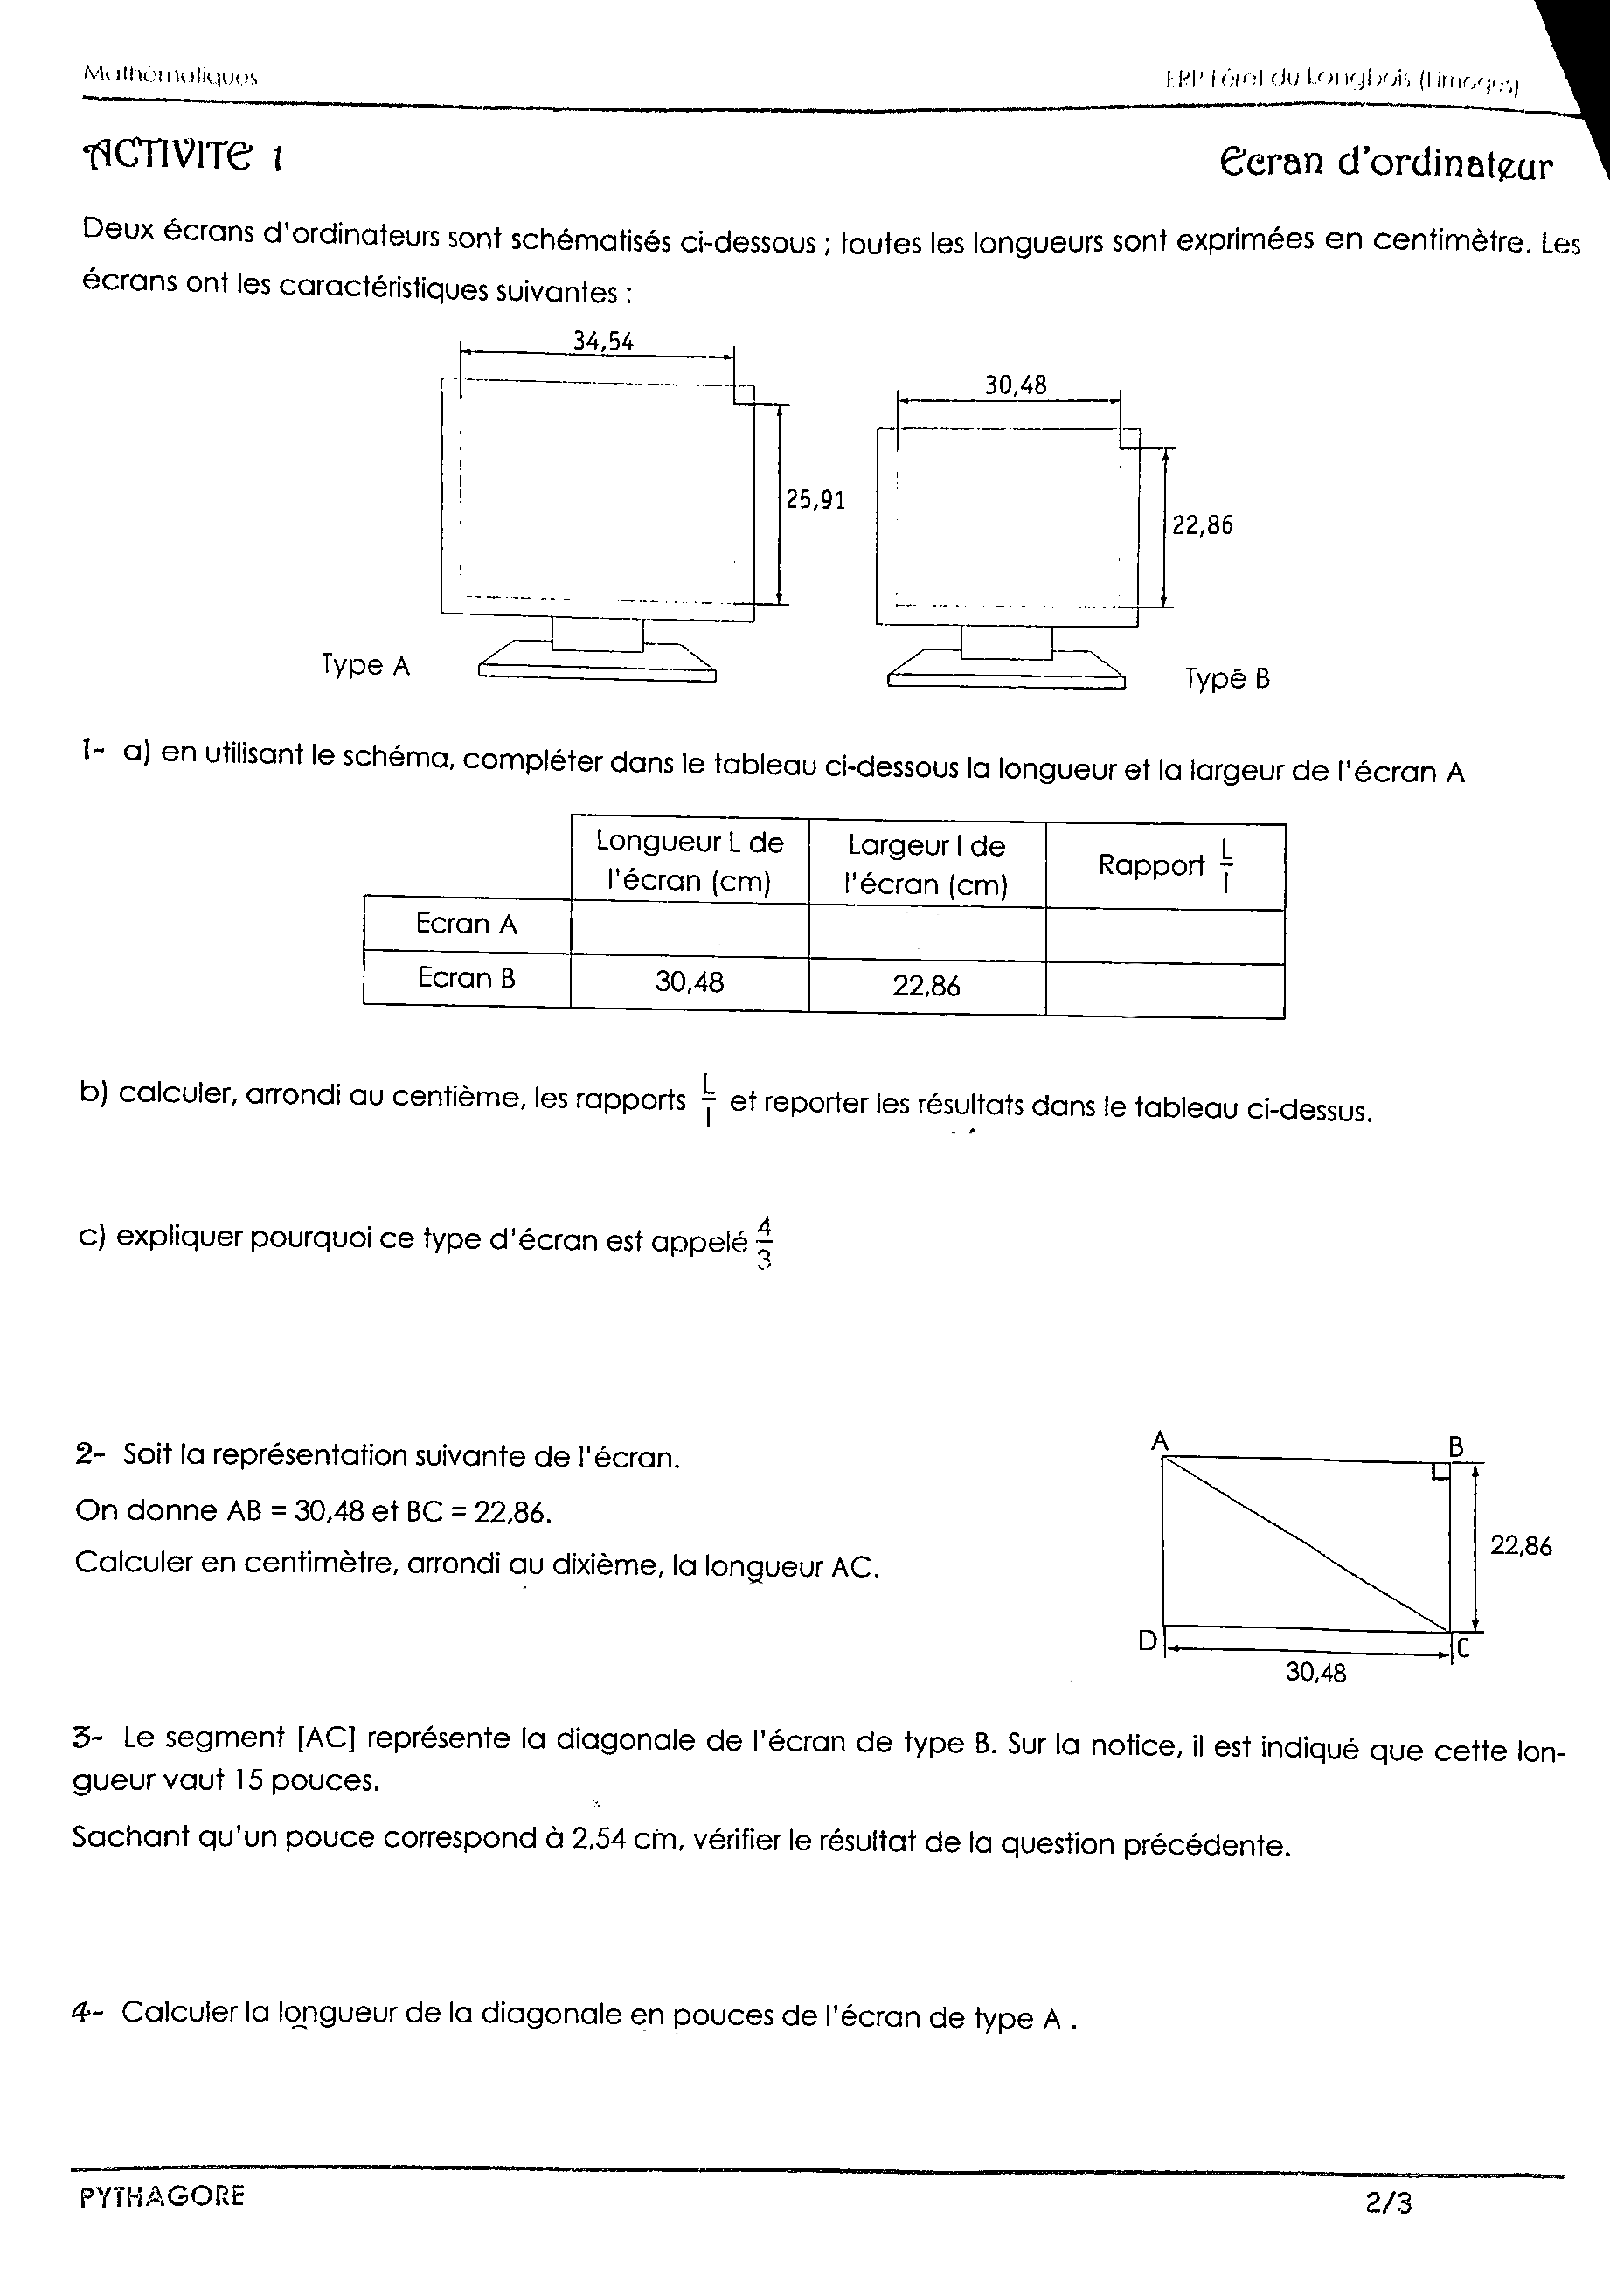 Mathématiques
ERP Féret du Longbois (Limoges)
ACTIVITE 1
Ecran d'ordinateur
Deux écrans d'ordinateurs sont schématisés ci-dessous ; toutes les longueurs sont exprimées en centimètre. Les
écrans ont les caractéristiques suivantes :
34,54
30,48
25,91
22,86
Type A
Type B
1- a) en utilisant le schéma, compléter dans le tableau ci-dessous la longueur et la largeur de l'écran A
Longueur L de
l'écran (cm)
Largeur l de
l'écran (cm)
Rapport L/l
Ecran A
Ecran B
30,48
22,86
b) calculer, arrondi au centième, les rapports L/l et reporter les résultats dans le tableau ci-dessus.
c) expliquer pourquoi ce type d'écran est appelé 4/3
2- Soit la représentation suivante de l'écran.
On donne AB = 30,48 et BC = 22,86.
Calculer en centimètre, arrondi au dixième, la longueur AC.
A
B
22,86
D
C
30,48
3- Le segment [AC] représente la diagonale de l'écran de type B. Sur la notice, il est indiqué que cette lon-
gueur vaut 15 pouces.
Sachant qu'un pouce correspond à 2,54 cm, vérifier le résultat de la question précédente.
4- Calculer la longueur de la diagonale en pouces de l'écran de type A .
PYTHAGORE
2/3